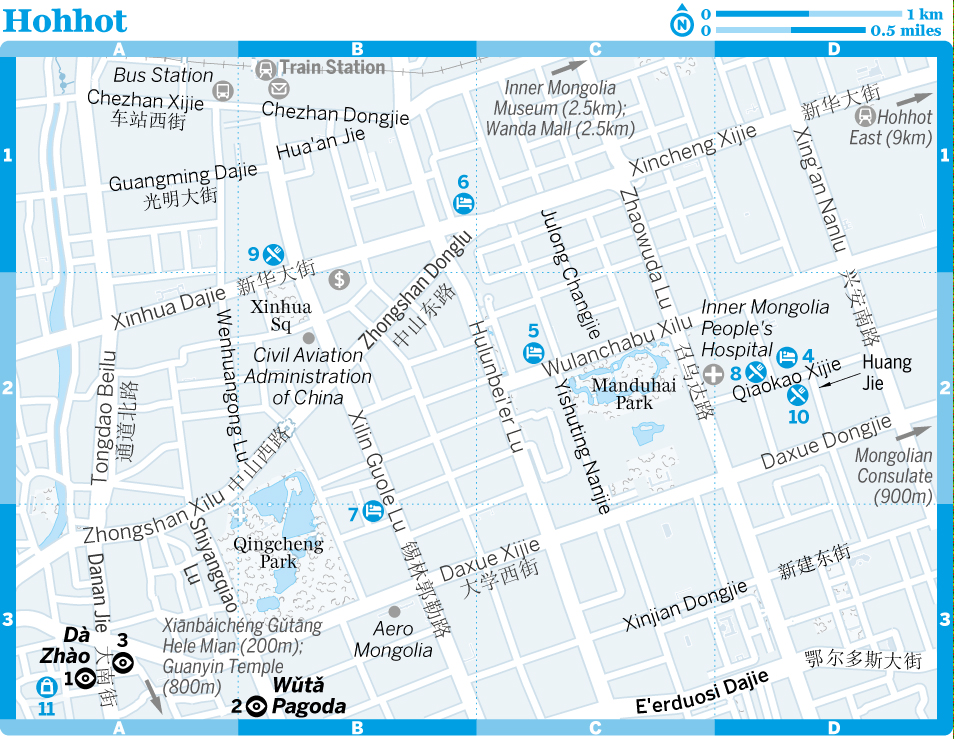 Hohhot
N
0
1 km
0
0.5 miles
A
B
C
D
Bus Station
Train Station
Chezhan Xijie
车站西街
Chezhan Dongjie
Hua'an Jie
Inner Mongolia
Museum (2.5km);
Wanda Mall (2.5km)
新华大街
Hohhot
East (9km)
1
1
Guangming Dajie
光明大街
Xincheng Xijie
Xing'an Nanlu
6
Zhaowuda Lu
Julong Changjie
9
新华大街
$
Zhongshan Donglu
中山东路
兴安南路
Xinhua Dajie
Xinhua
Sq
Wenhuangong Lu
Civil Aviation
Administration
of China
Hulunbei'er Lu
5
Wulanchabu Xilu
召乌达路
Inner Mongolia
People's
Hospital
4
8
Qiaokao Xijie
Huang
Jie
10
2
2
Tongdao Beilu
通道北路
Manduhai
Park
Yishuting Nanjie
Xilin Guole Lu
Daxue Dongjie
Mongolian
Consulate
(900m)
Zhongshan Xilu
中山西路
7
Shiyangqiao
Lu
Qingcheng
Park
锡林郭勒路
Daxue Xijie
大学西街
Danan Jie
大南街
新建东街
Xinjian Dongjie
3
3
Aero
Mongolia
Xiānbáichéng Gǔtǎng
Hele Mian (200m);
Guanyin Temple
(800m)
Dà
Zhào
1
3
11
2
Wǔtǎ
Pagoda
鄂尔多斯大街
E'erduosi Dajie
A
B
C
D